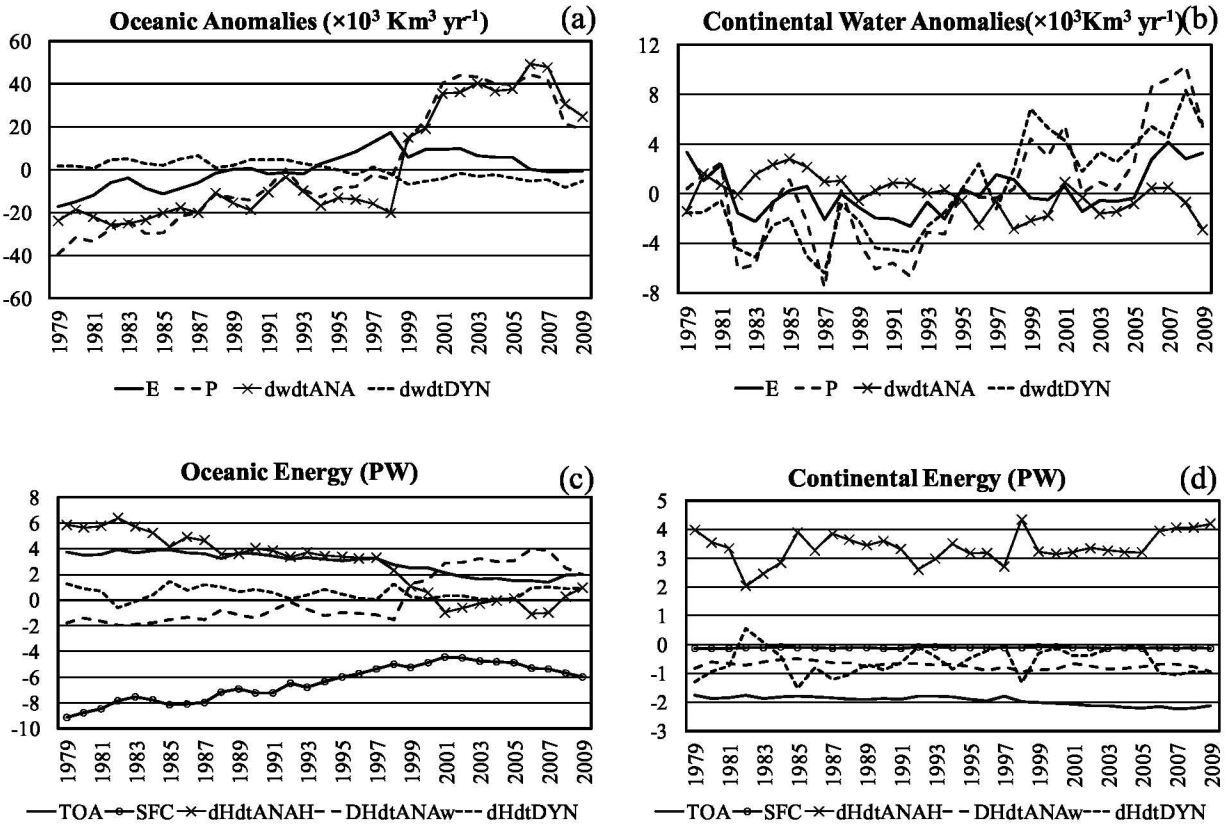 Oceanic Anomalies (×10³ Km³ yr⁻¹) (a)
60
40
20
0
-20
-40
-60
1979 1981 1983 1985 1987 1989 1991 1993 1995 1997 1999 2001 2003 2005 2007 2009
E P dwdtANA dwdtDYN
Continental Water Anomalies(×10³Km³ yr⁻¹) (b)
12
8
4
0
-4
-8
1979 1981 1983 1985 1987 1989 1991 1993 1995 1997 1999 2001 2003 2005 2007 2009
E P dwdtANA dwdtDYN
Oceanic Energy (PW) (c)
8
6
4
2
0
-2
-4
-6
-8
-10
1979 1981 1983 1985 1987 1989 1991 1993 1995 1997 1999 2001 2003 2005 2007 2009
TOA SFC dHdtANAH DHdtANAw dHdtDYN
Continental Energy (PW) (d)
5
4
3
2
1
0
-1
-2
-3
1979 1981 1983 1985 1987 1989 1991 1993 1995 1997 1999 2001 2003 2005 2007 2009
TOA SFC dHdtANAH DHdtANAw dHdtDYN